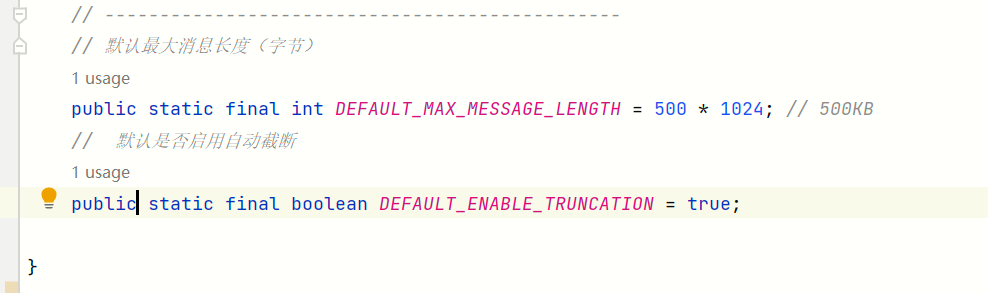 // -----------------------------------------------
// 默认最大消息长度（字节）
1 usage
public static final int DEFAULT_MAX_MESSAGE_LENGTH = 500 * 1024; // 500KB
//  默认是否启用自动截断
1 usage
public static final boolean DEFAULT_ENABLE_TRUNCATION = true;
}